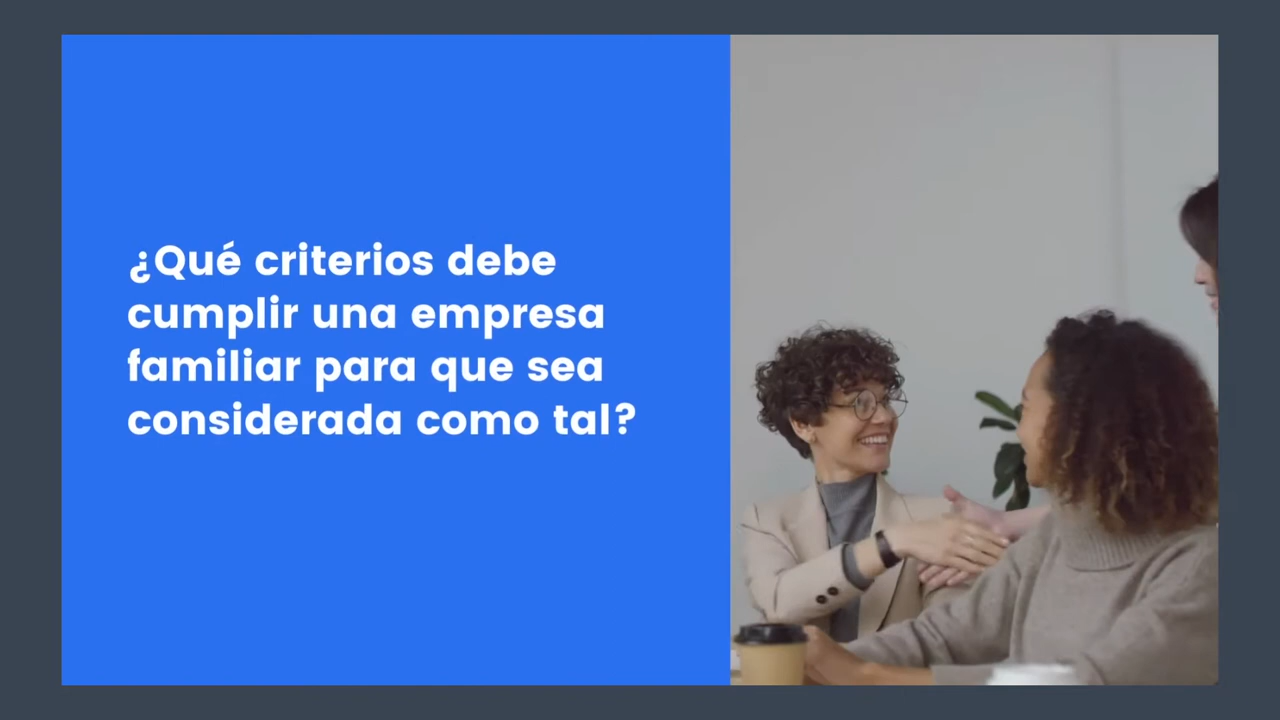 ¿Qué criterios debe
cumplir una empresa
familiar para que sea
considerada como tal?